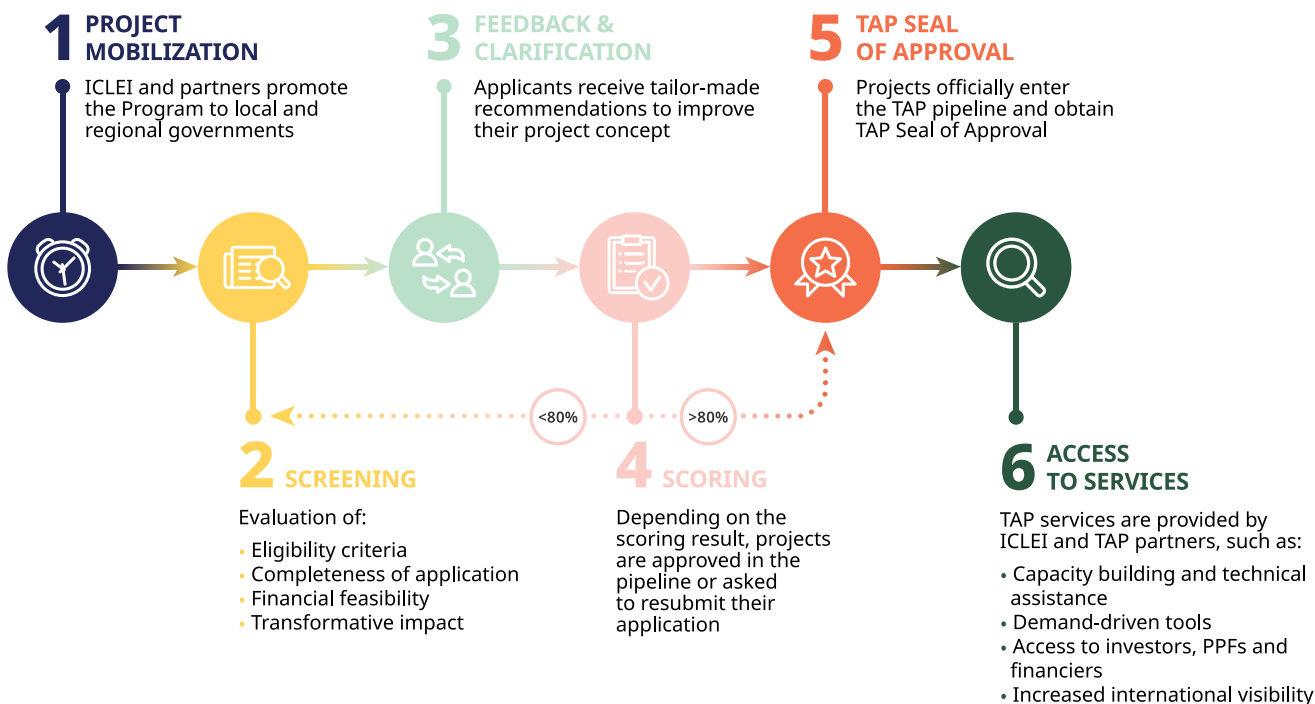 1 PROJECT
MOBILIZATION
ICLEI and partners promote
the Program to local and
regional governments
3 FEEDBACK &
CLARIFICATION
Applicants receive tailor-made
recommendations to improve
their project concept
5 TAP SEAL
OF APPROVAL
Projects officially enter
the TAP pipeline and obtain
TAP Seal of Approval
<80%
>80%
2 SCREENING
Evaluation of:
• Eligibility criteria
• Completeness of application
• Financial feasibility
• Transformative impact
4 SCORING
Depending on the
scoring result, projects
are approved in the
pipeline or asked
to resubmit their
application
6 ACCESS
TO SERVICES
TAP services are provided by
ICLEI and TAP partners, such as:
• Capacity building and technical
assistance
• Demand-driven tools
• Access to investors, PPFs and
financiers
• Increased international visibility